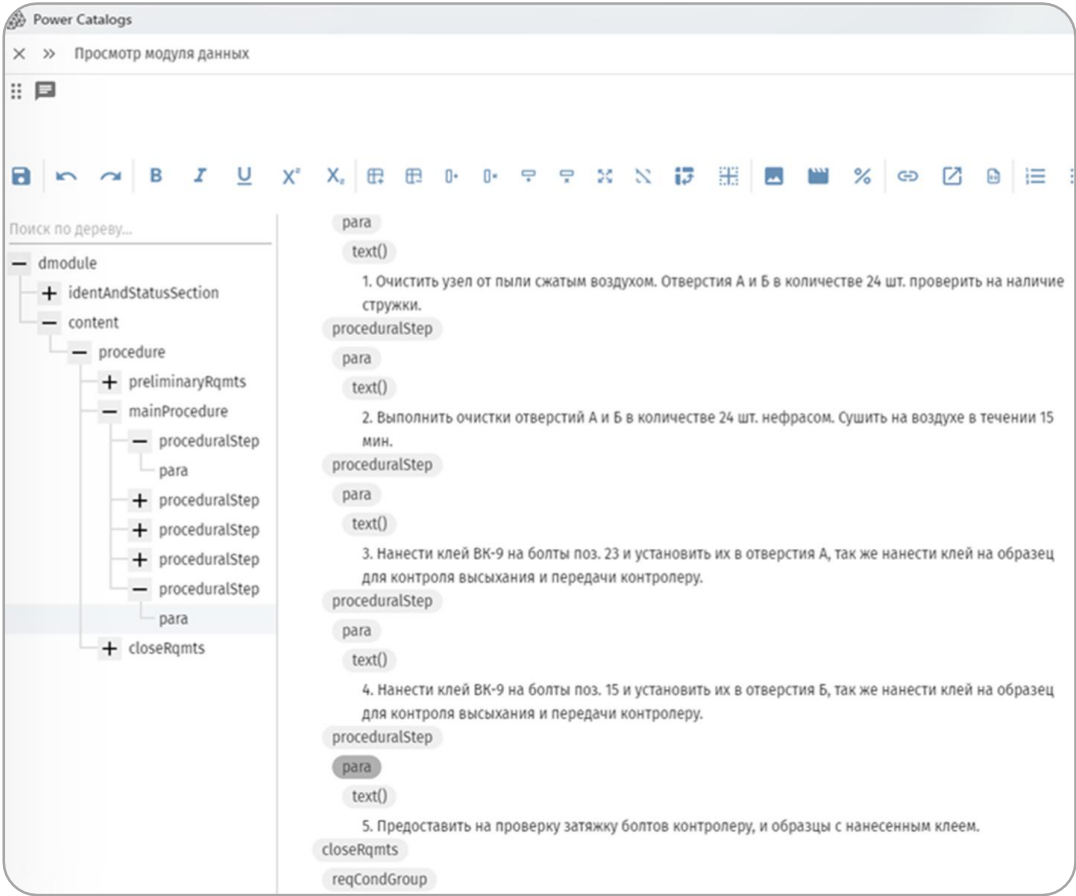 Power Catalogs
Просмотр модуля данных
B I U X² X₂
Поиск по дереву...
dmodule
identAndStatusSection
content
procedure
preliminaryRqmts
mainProcedure
proceduralStep
para
proceduralStep
proceduralStep
proceduralStep
proceduralStep
para
closeRqmts
para
text()
1. Очистить узел от пыли сжатым воздухом. Отверстия А и Б в количестве 24 шт. проверить на наличие
стружки.
proceduralStep
para
text()
2. Выполнить очистки отверстий А и Б в количестве 24 шт. нефрасом. Сушить на воздухе в течении 15
мин.
proceduralStep
para
text()
3. Нанести клей ВК-9 на болты поз. 23 и установить их в отверстия А, так же нанести клей на образец
для контроля высыхания и передачи контролеру.
proceduralStep
para
text()
4. Нанести клей ВК-9 на болты поз. 15 и установить их в отверстия Б, так же нанести клей на образец
для контроля высыхания и передачи контролеру.
proceduralStep
para
text()
5. Предоставить на проверку затяжку болтов контролеру, и образцы с нанесенным клеем.
closeRqmts
reqCondGroup